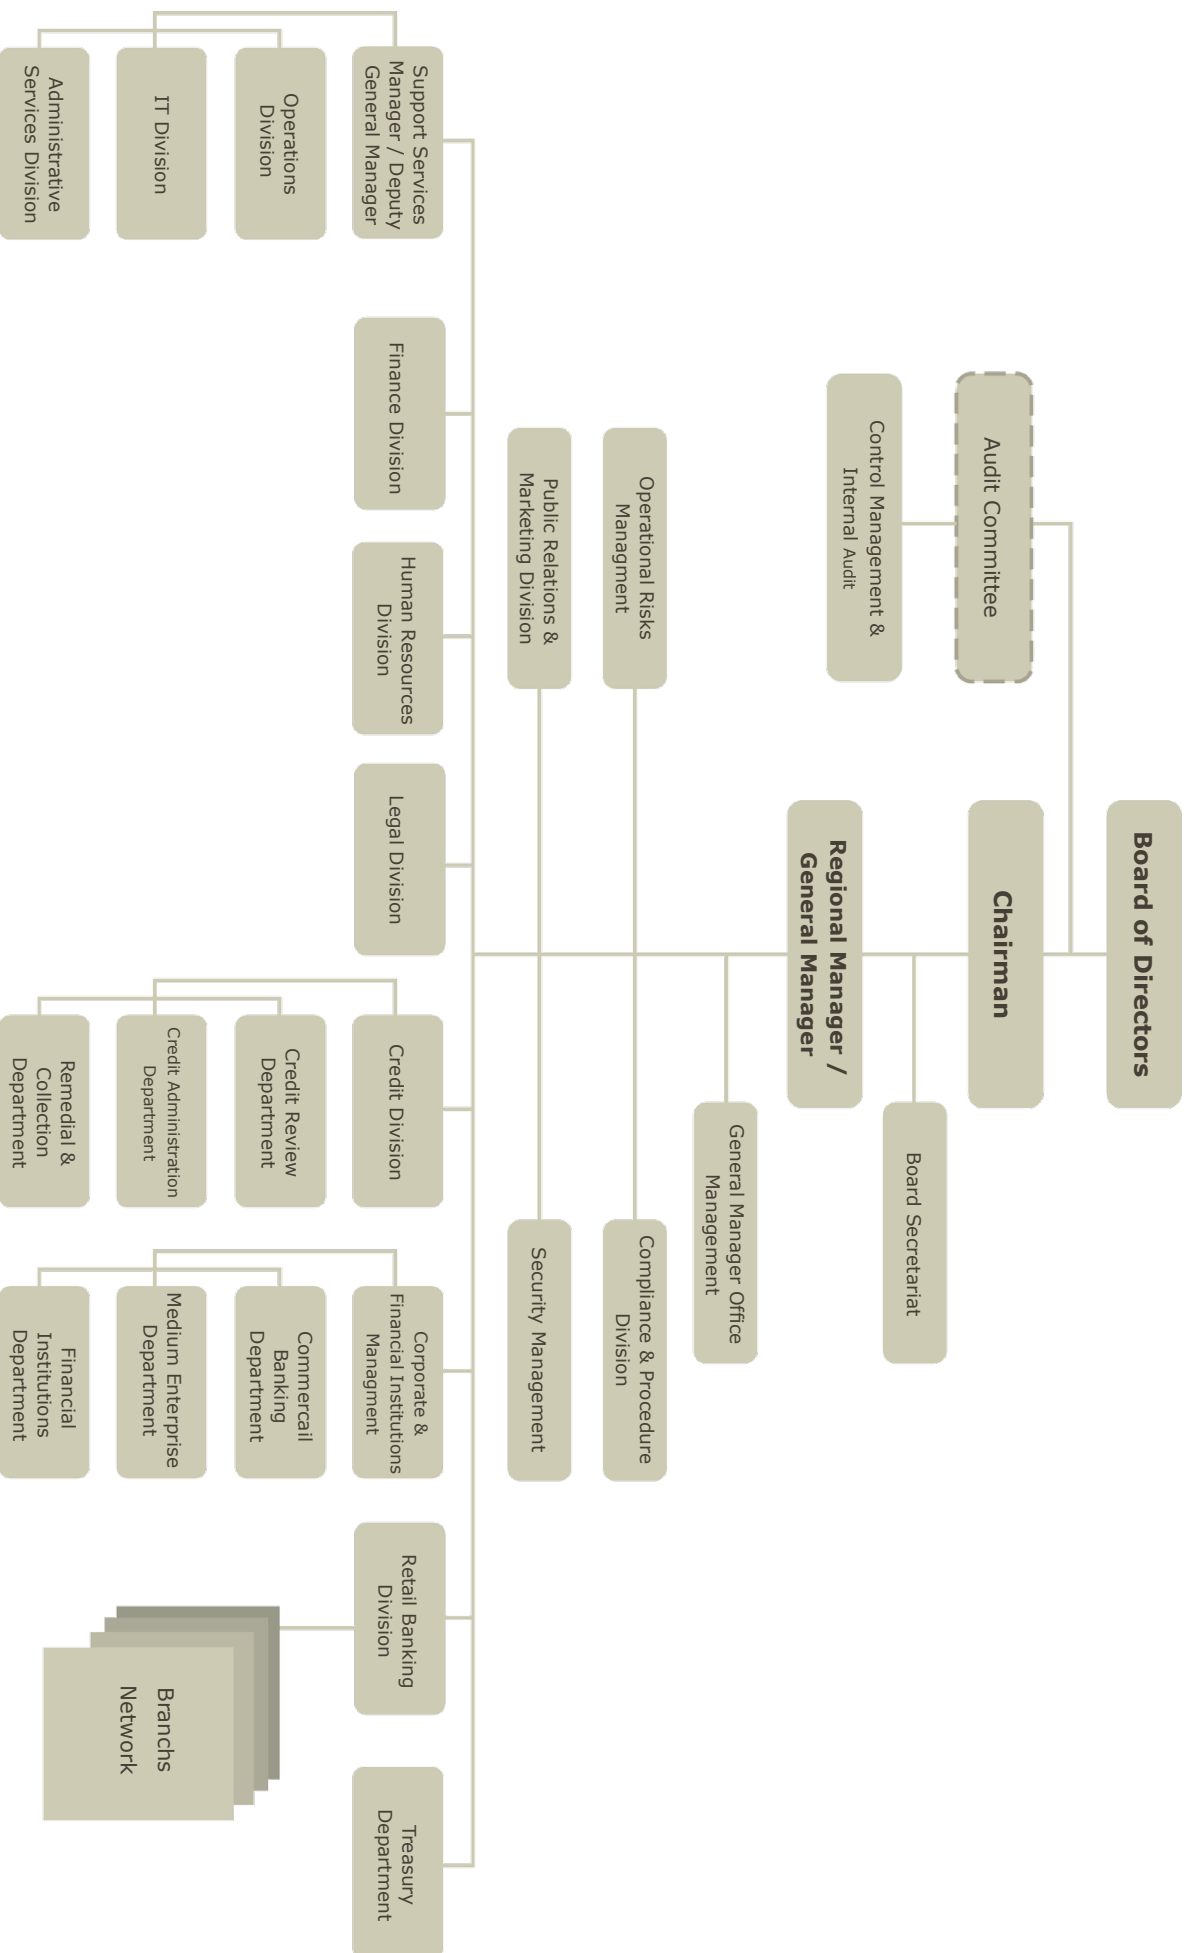 Board of Directors
Chairman
Audit Committee
Control Management &
Internal Audit
Board Secretariat
Regional Manager /
General Manager
General Manager Office
Management
Operational Risks
Managment
Compliance & Procedure
Division
Public Relations &
Marketing Division
Security Management
Support Services
Manager / Deputy
General Manager
Finance Division
Human Resources
Division
Legal Division
Credit Division
Corporate &
Financial Institutions
Managment
Retail Banking
Division
Treasury
Department
Operations
Division
IT Division
Administrative
Services Division
Credit Review
Department
Credit Administration
Department
Remedial &
Collection
Department
Commercail
Banking
Department
Medium Enterprise
Department
Financial
Institutions
Department
Branchs
Network